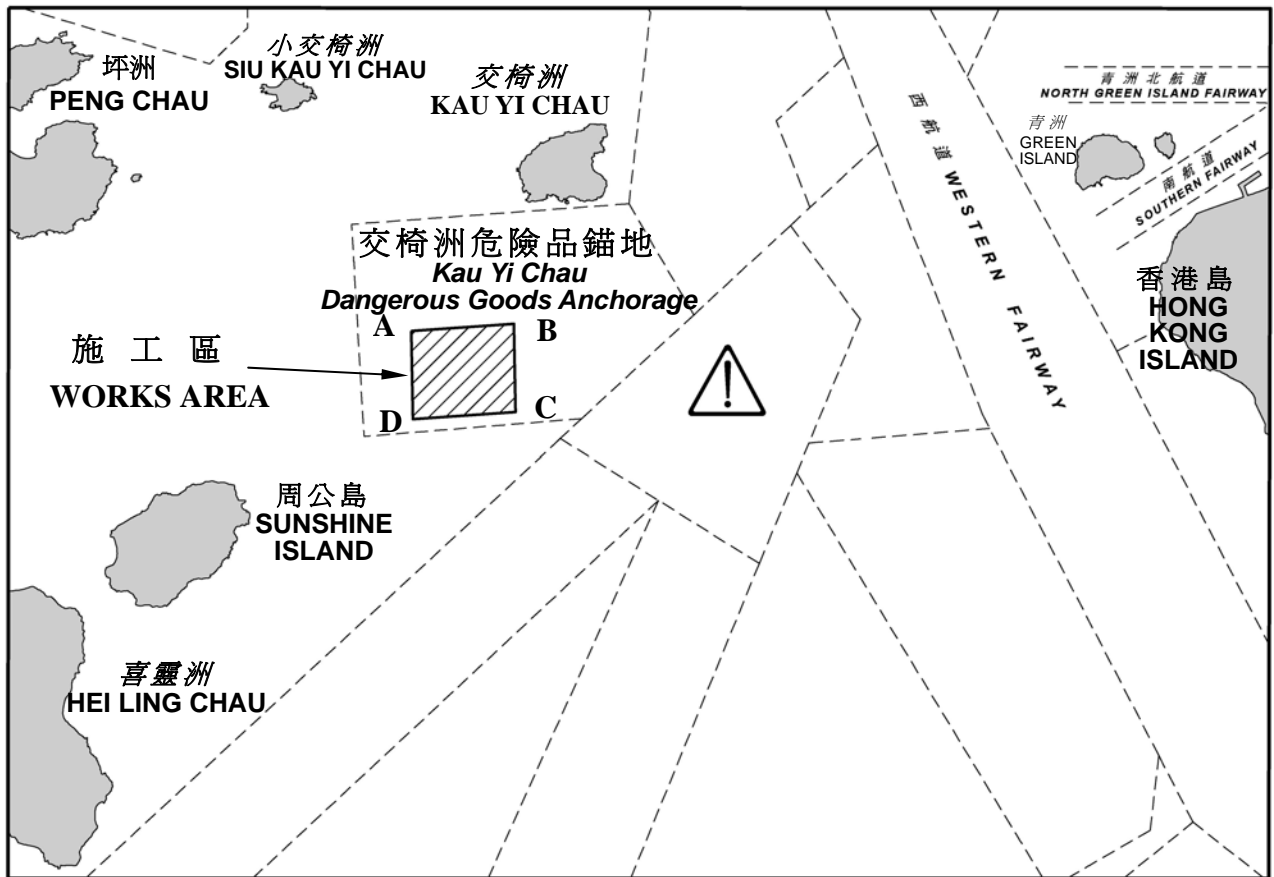 坪洲
PENG CHAU
小交椅洲
SIU KAU YI CHAU
交椅洲
KAU YI CHAU
青洲北航道
NORTH GREEN ISLAND FAIRWAY
青洲
GREEN
ISLAND
南航道
SOUTHERN FAIRWAY
西航道 WESTERN FAIRWAY
香港島
HONG
KONG
ISLAND
交椅洲危險品錨地
Kau Yi Chau
Dangerous Goods Anchorage
A
B
施工區
WORKS AREA
D
C
!
周公島
SUNSHINE
ISLAND
喜靈洲
HEI LING CHAU